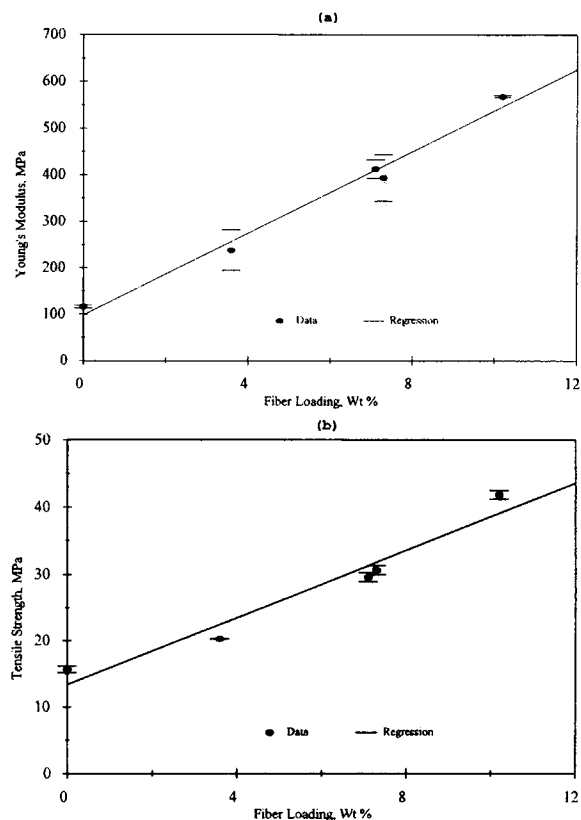 (a)
700
600
500
400
300
200
100
0
Young's Modulus, MPa
Data
Regression
0 4 8 12
Fiber Loading, Wt %
(b)
50
40
30
20
10
0
Tensile Strength, MPa
Data
Regression
0 4 8 12
Fiber Loading, Wt %